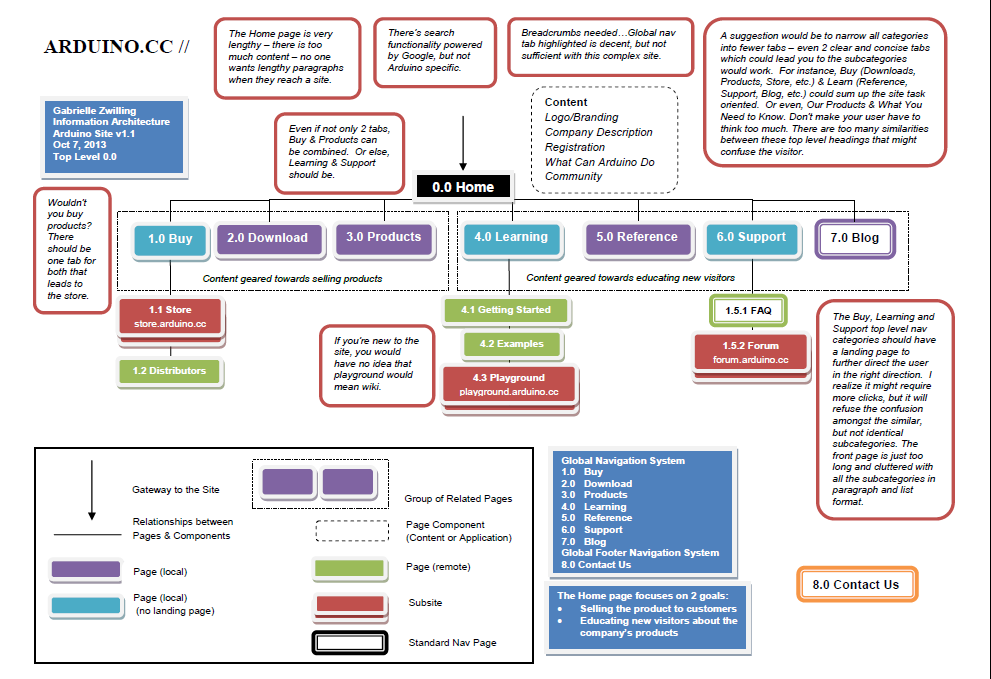 ARDUINO.CC //
The Home page is very
lengthy – there is too
much content – no one
wants lengthy paragraphs
when they reach a site.
There's search
functionality powered
by Google, but not
Arduino specific.
Breadcrumbs needed…Global nav
tab highlighted is decent, but not
sufficient with this complex site.
A suggestion would be to narrow all categories
into fewer tabs – even 2 clear and concise tabs
which could lead you to the subcategories
would work.  For instance, Buy (Downloads,
Products, Store, etc.) & Learn (Reference,
Support, Blog, etc.) could sum up the site task
oriented.  Or even, Our Products & What You
Need to Know. Don't make your user have to
think too much. There are too many similarities
between these top level headings that might
confuse the visitor.
Gabrielle Zwilling
Information Architecture
Arduino Site v1.1
Oct 7, 2013
Top Level 0.0
Even if not only 2 tabs,
Buy & Products can
be combined.  Or else,
Learning & Support
should be.
Content
Logo/Branding
Company Description
Registration
What Can Arduino Do
Community
0.0 Home
Wouldn't
you buy
products?
There
should be
one tab for
both that
leads to
the store.
1.0 Buy
2.0 Download
3.0 Products
4.0 Learning
5.0 Reference
6.0 Support
7.0 Blog
Content geared towards selling products
Content geared towards educating new visitors
1.1 Store
store.arduino.cc
1.2 Distributors
If you're new to the
site, you would
have no idea that
playground would
mean wiki.
4.1 Getting Started
4.2 Examples
4.3 Playground
playground.arduino.cc
1.5.1 FAQ
1.5.2 Forum
forum.arduino.cc
The Buy, Learning and
Support top level nav
categories should have
a landing page to
further direct the user
in the right direction.  I
realize it might require
more clicks, but it will
refuse the confusion
amongst the similar,
but not identical
subcategories. The
front page is just too
long and cluttered with
all the subcategories in
paragraph and list
format.
Gateway to the Site
Relationships between
Pages & Components
Page (local)
Page (local)
(no landing page)
Group of Related Pages
Page Component
(Content or Application)
Page (remote)
Subsite
Standard Nav Page
Global Navigation System
1.0 Buy
2.0 Download
3.0 Products
4.0 Learning
5.0 Reference
6.0 Support
7.0 Blog
Global Footer Navigation System
8.0 Contact Us
The Home page focuses on 2 goals:
• Selling the product to customers
• Educating new visitors about the
company's products
8.0 Contact Us